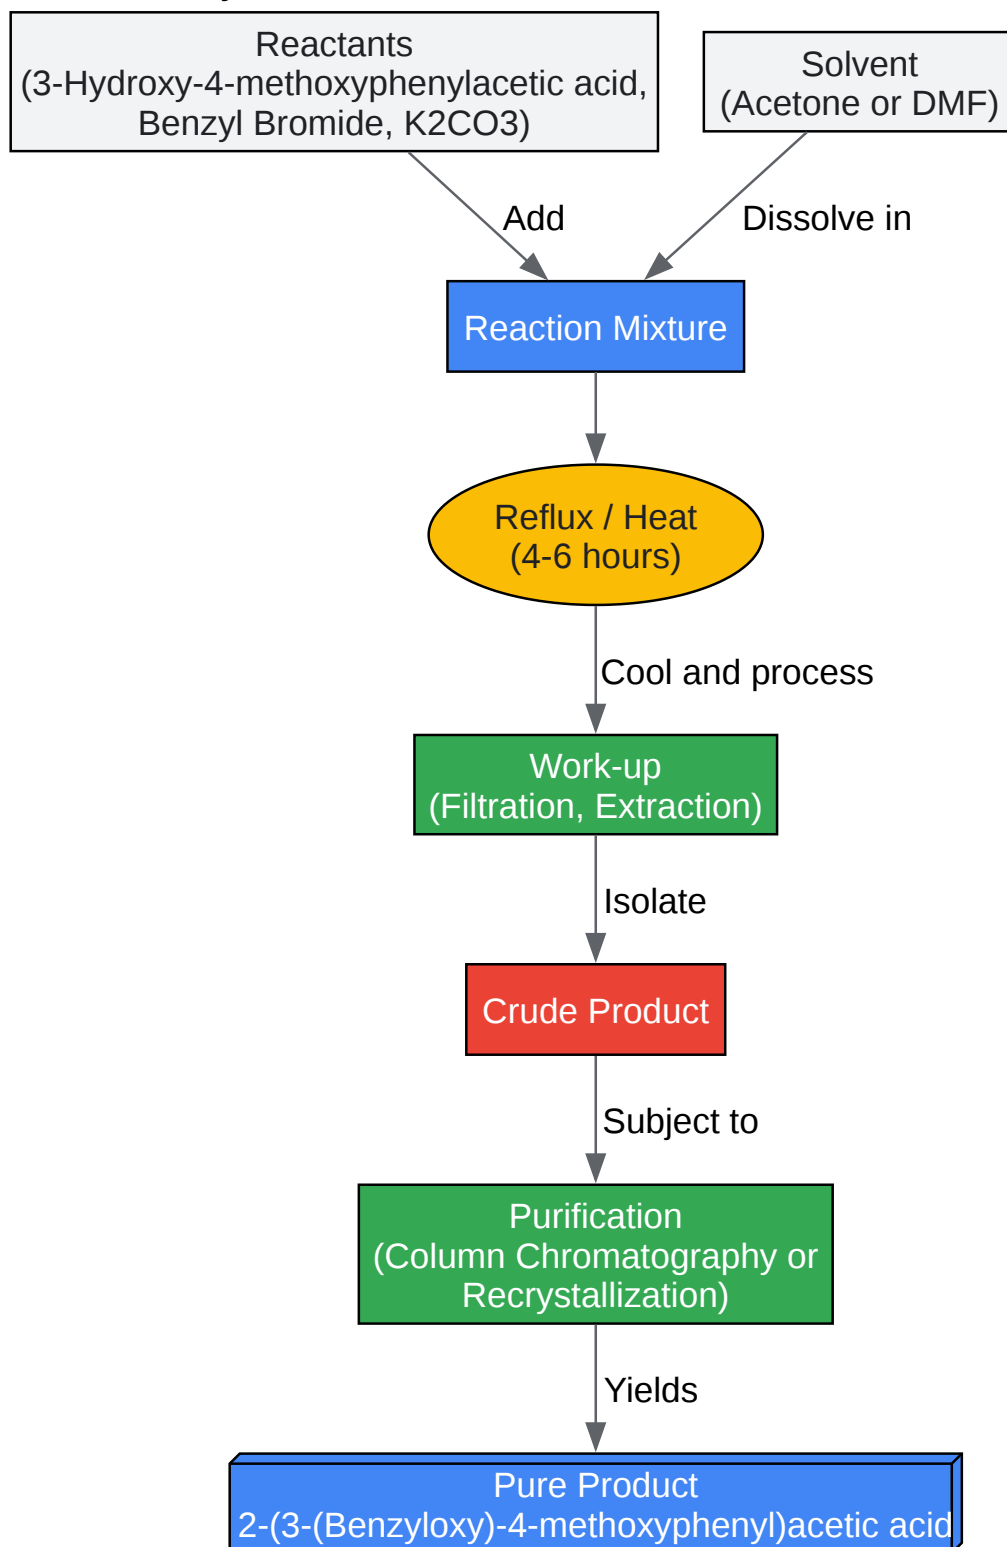 Reactants
(3-Hydroxy-4-methoxyphenylacetic acid,
Benzyl Bromide, K2CO3)
Solvent
(Acetone or DMF)
Add
Dissolve in
Reaction Mixture
Reflux / Heat
(4-6 hours)
Cool and process
Work-up
(Filtration, Extraction)
Isolate
Crude Product
Subject to
Purification
(Column Chromatography or
Recrystallization)
Yields
Pure Product
2-(3-(Benzyloxy)-4-methoxyphenyl)acetic acid